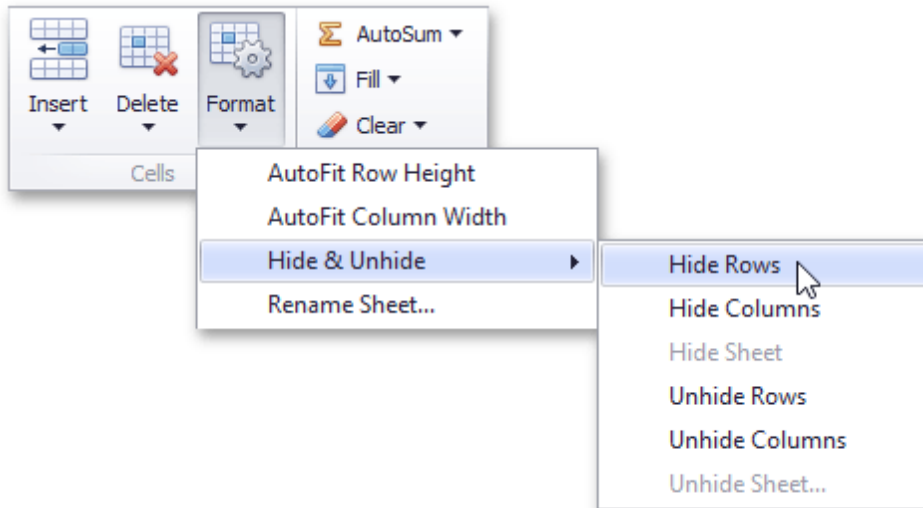 Insert
Delete
Format
AutoSum
Fill
Clear
Cells
AutoFit Row Height
AutoFit Column Width
Hide & Unhide
Rename Sheet...
Hide Rows
Hide Columns
Hide Sheet
Unhide Rows
Unhide Columns
Unhide Sheet...